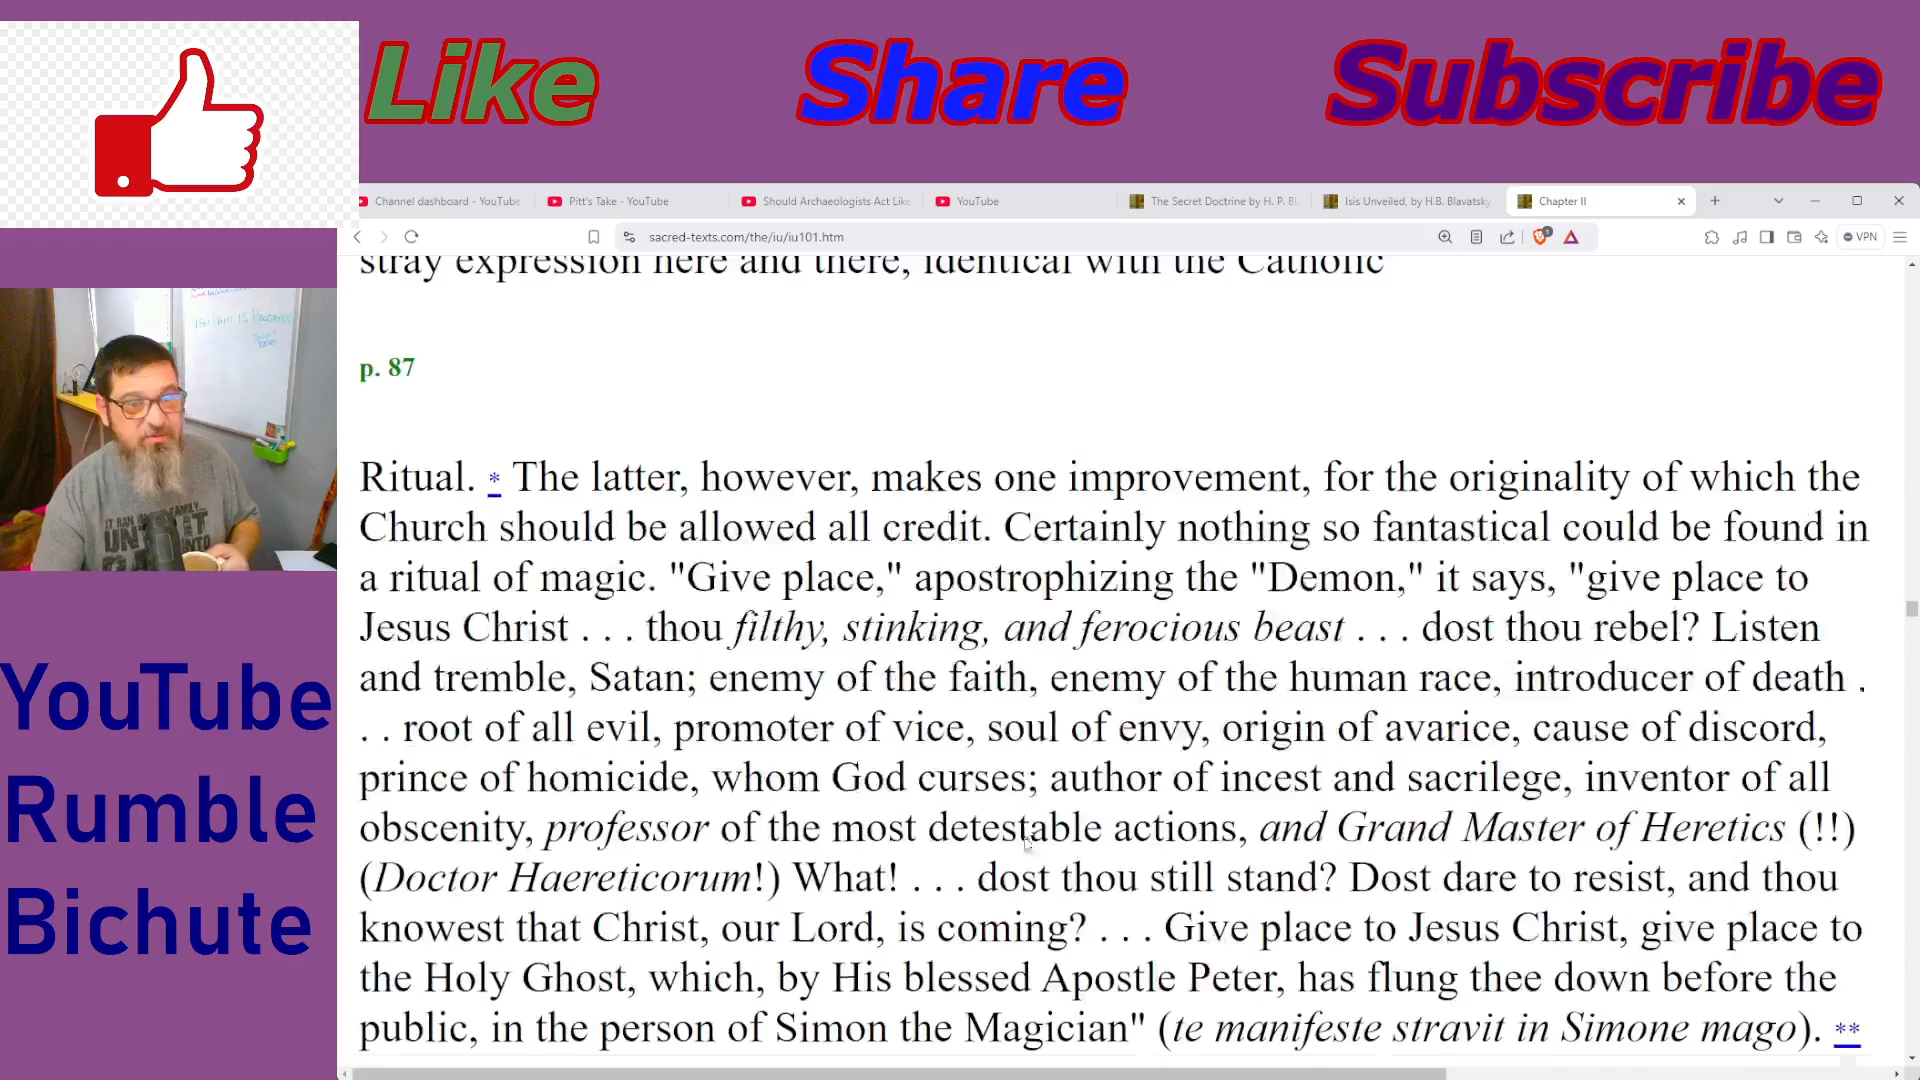 Like Share Subscribe
Channel dashboard - YouTube
Pitt's Take - YouTube
Should Archaeologists Act Like
YouTube
The Secret Doctrine by H. P. Bl
Isis Unveiled, by H.B. Blavatsky
Chapter II
sacred-texts.com/the/iu/iu101.htm
1
VPN
stray expression here and there, identical with the Catholic
p. 87
Ritual. * The latter, however, makes one improvement, for the originality of which the
Church should be allowed all credit. Certainly nothing so fantastical could be found in
a ritual of magic. "Give place," apostrophizing the "Demon," it says, "give place to
Jesus Christ . . . thou filthy, stinking, and ferocious beast . . . dost thou rebel? Listen
and tremble, Satan; enemy of the faith, enemy of the human race, introducer of death .
. . root of all evil, promoter of vice, soul of envy, origin of avarice, cause of discord,
prince of homicide, whom God curses; author of incest and sacrilege, inventor of all
obscenity, professor of the most detestable actions, and Grand Master of Heretics (!!)
(Doctor Haereticorum!) What! . . . dost thou still stand? Dost dare to resist, and thou
knowest that Christ, our Lord, is coming? . . . Give place to Jesus Christ, give place to
the Holy Ghost, which, by His blessed Apostle Peter, has flung thee down before the
public, in the person of Simon the Magician" (te manifeste stravit in Simone mago). **
IT RAN
FAMILY
UNTIL IT
YouTube
Rumble
Bichute